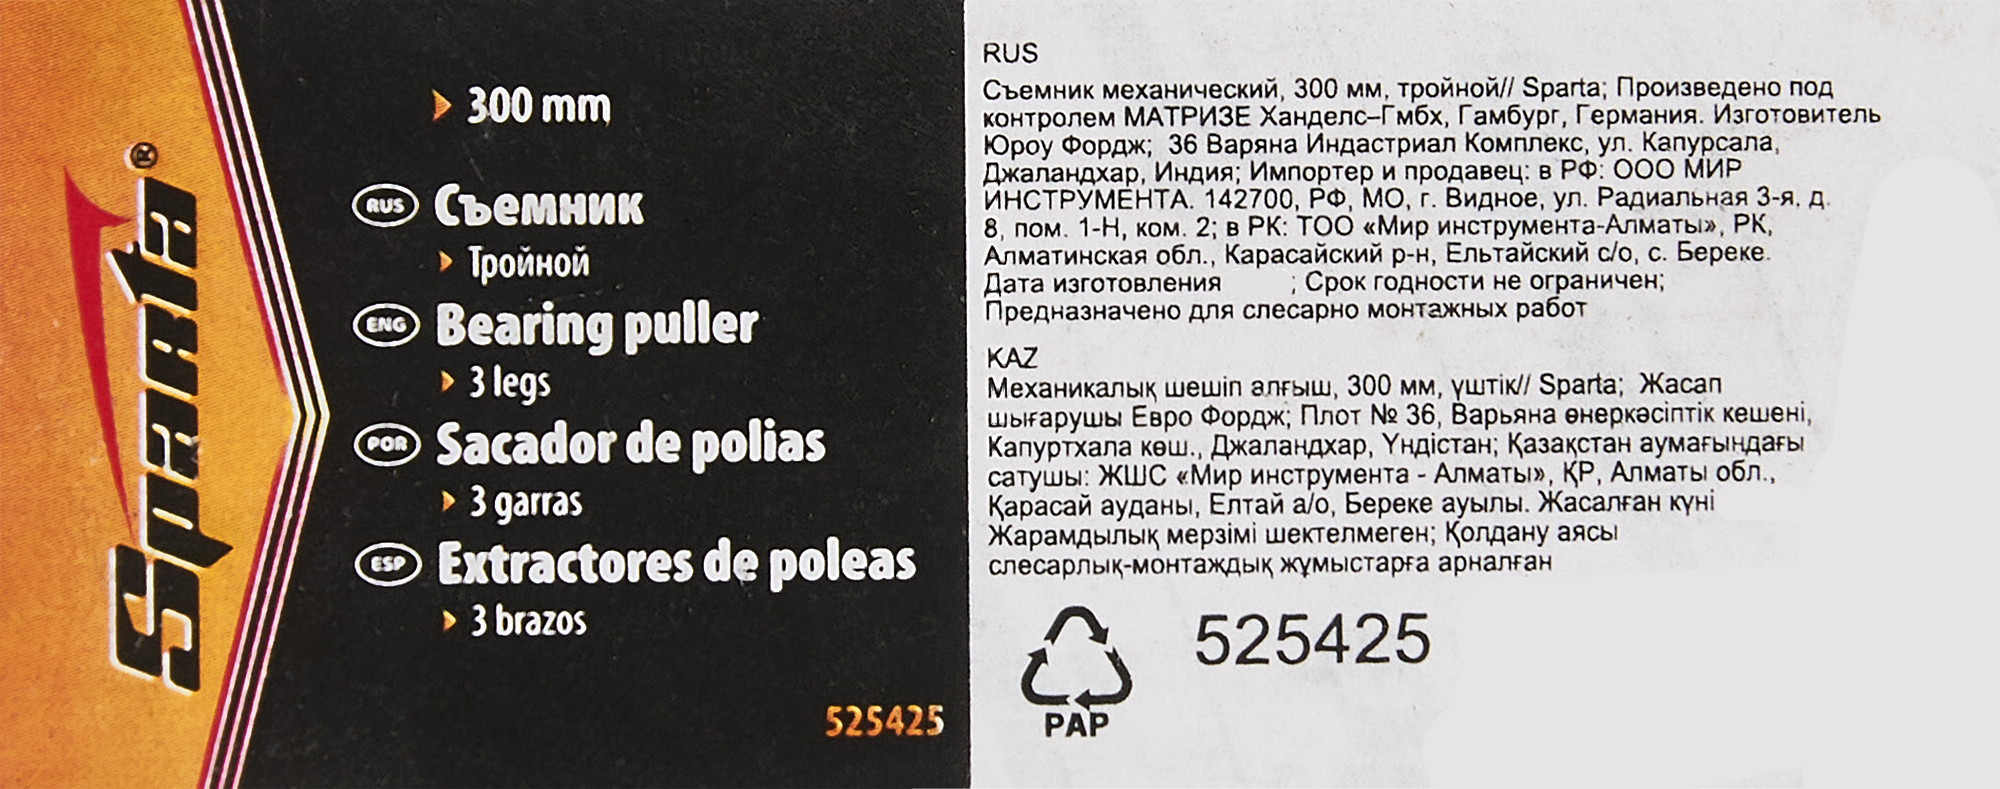 Sparta®
300 mm
RUS Съемник
Тройной
ENG Bearing puller
3 legs
POR Sacador de polias
3 garras
ESP Extractores de poleas
3 brazos
525425
RUS
Съемник механический, 300 мм, тройной// Sparta; Произведено под
контролем МАТРИЗЕ Ханделс–Гмбх, Гамбург, Германия. Изготовитель
Юроу Фордж; 36 Варяна Индастриал Комплекс, ул. Капурсала,
Джаландхар, Индия; Импортер и продавец: в РФ: ООО МИР
ИНСТРУМЕНТА. 142700, РФ, МО, г. Видное, ул. Радиальная 3-я, д.
8, пом. 1-Н, ком. 2; в РК: ТОО «Мир инструмента-Алматы», РК,
Алматинская обл., Карасайский р-н, Ельтайский с/о, с. Береке.
Дата изготовления ; Срок годности не ограничен;
Предназначено для слесарно монтажных работ
KAZ
Механикалық шешіп алғыш, 300 мм, үштік// Sparta; Жасап
шығарушы Евро Фордж; Плот № 36, Варьяна өнеркәсіптік кешені,
Капуртхала көш., Джаландхар, Үндістан; Қазақстан аумағындағы
сатушы: ЖШС «Мир инструмента - Алматы», ҚР, Алматы обл.,
Қарасай ауданы, Елтай а/о, Береке ауылы. Жасалған күні
Жарамдылық мерзімі шектелмеген; Қолдану аясы
слесарлық-монтаждық жұмыстарға арналған
525425
PAP